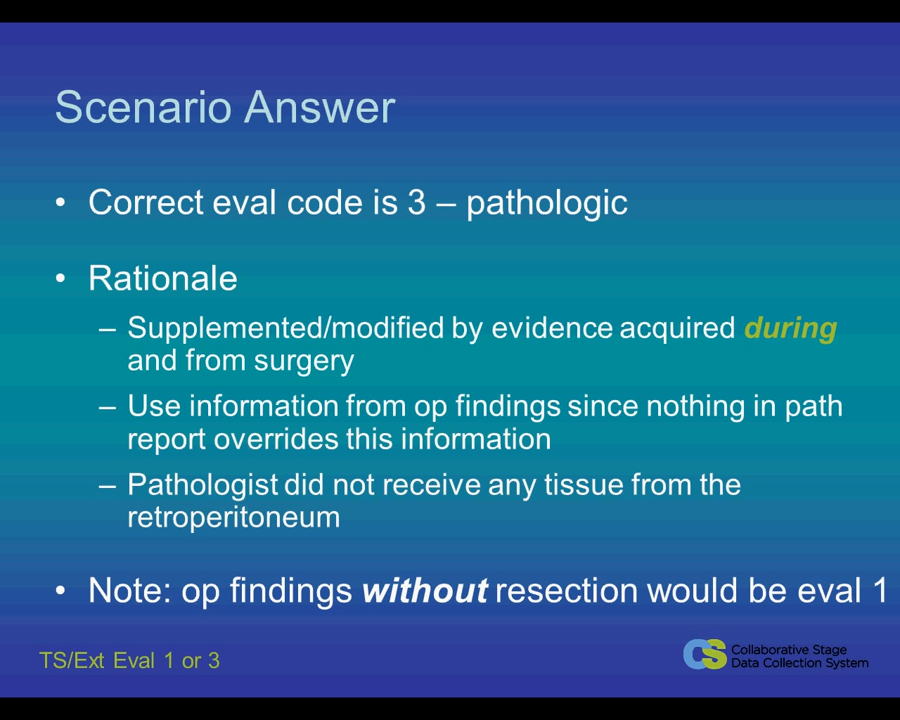 Scenario Answer
• Correct eval code is 3 – pathologic
• Rationale
– Supplemented/modified by evidence acquired during
and from surgery
– Use information from op findings since nothing in path
report overrides this information
– Pathologist did not receive any tissue from the
retroperitoneum
• Note: op findings without resection would be eval 1
TS/Ext Eval 1 or 3
CS Collaborative Stage
Data Collection System